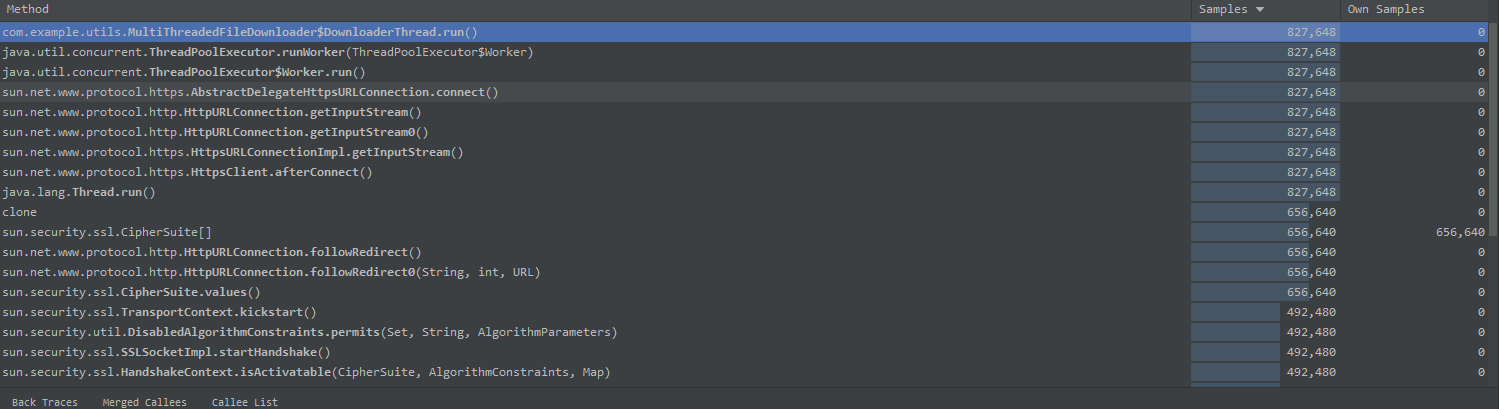 Method Samples Own Samples
com.example.utils.MultiThreadedFileDownloader$DownloaderThread.run() 827,648 0
java.util.concurrent.ThreadPoolExecutor.runWorker(ThreadPoolExecutor$Worker) 827,648 0
java.util.concurrent.ThreadPoolExecutor$Worker.run() 827,648 0
sun.net.www.protocol.https.AbstractDelegateHttpsURLConnection.connect() 827,648 0
sun.net.www.protocol.http.HttpURLConnection.getInputStream() 827,648 0
sun.net.www.protocol.http.HttpURLConnection.getInputStream0() 827,648 0
sun.net.www.protocol.https.HttpsURLConnectionImpl.getInputStream() 827,648 0
sun.net.www.protocol.https.HttpsClient.afterConnect() 827,648 0
java.lang.Thread.run() 827,648 0
clone 656,640 0
sun.security.ssl.CipherSuite[] 656,640 656,640
sun.net.www.protocol.http.HttpURLConnection.followRedirect() 656,640 0
sun.net.www.protocol.http.HttpURLConnection.followRedirect0(String, int, URL) 656,640 0
sun.security.ssl.CipherSuite.values() 656,640 0
sun.security.ssl.TransportContext.kickstart() 492,480 0
sun.security.util.DisabledAlgorithmConstraints.permits(Set, String, AlgorithmParameters) 492,480 0
sun.security.ssl.SSLSocketImpl.startHandshake() 492,480 0
sun.security.ssl.HandshakeContext.isActivatable(CipherSuite, AlgorithmConstraints, Map) 492,480 0
Back Traces Merged Callees Callee List